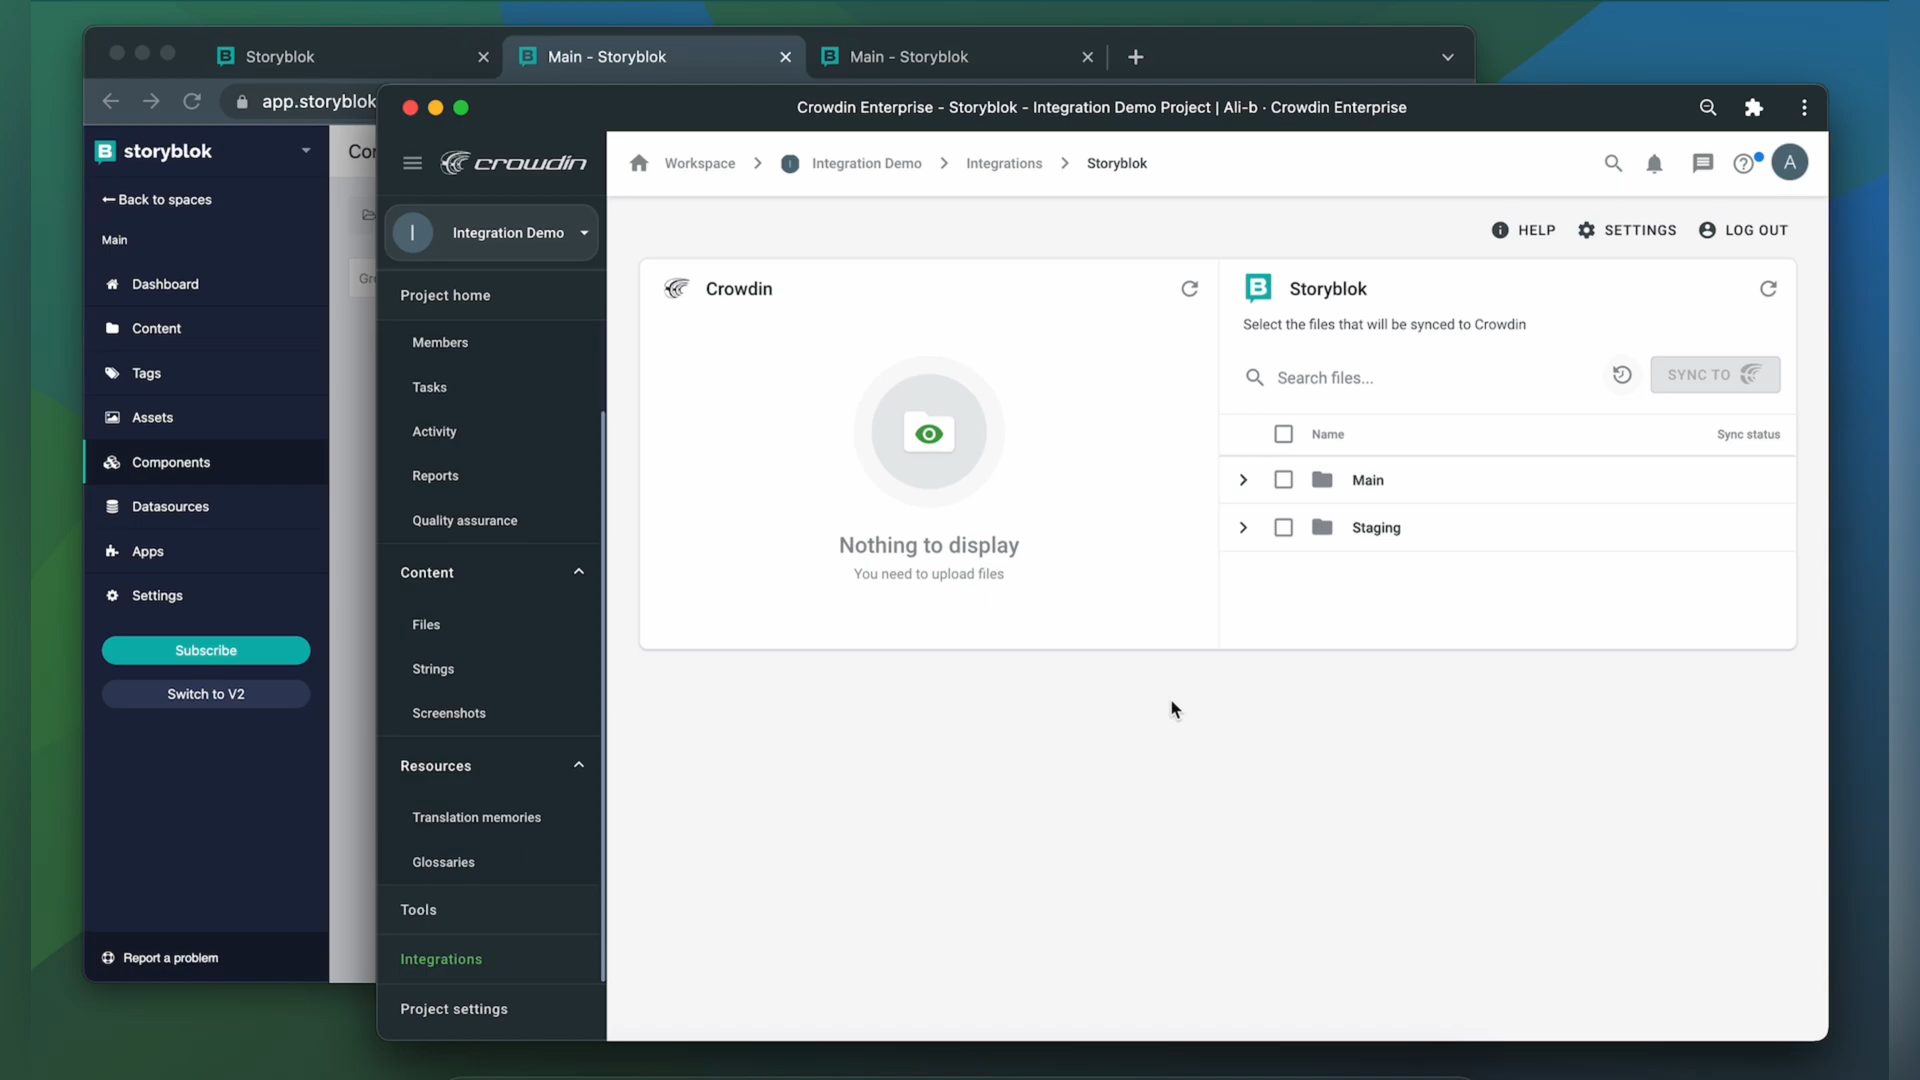 Storyblok
Main - Storyblok
Main - Storyblok
app.storyblok
Crowdin Enterprise - Storyblok - Integration Demo Project | Ali-b · Crowdin Enterprise
storyblok
Back to spaces
Main
Dashboard
Content
Tags
Assets
Components
Datasources
Apps
Settings
Subscribe
Switch to V2
Report a problem
crowdin
I
Integration Demo
Project home
Members
Tasks
Activity
Reports
Quality assurance
Content
Files
Strings
Screenshots
Resources
Translation memories
Glossaries
Tools
Integrations
Project settings
Workspace
Integration Demo
Integrations
Storyblok
A
HELP
SETTINGS
LOG OUT
Crowdin
Nothing to display
You need to upload files
Storyblok
Select the files that will be synced to Crowdin
Search files...
SYNC TO
Name
Sync status
Main
Staging